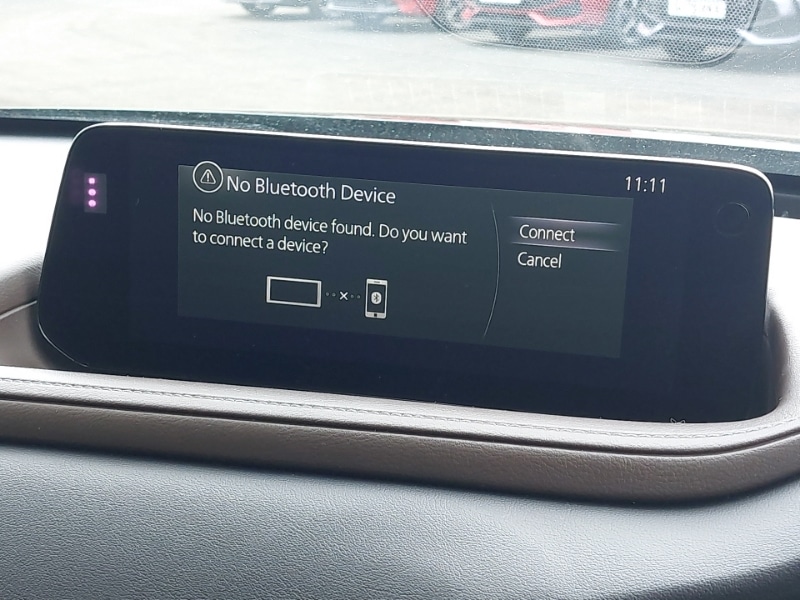 No Bluetooth Device
11:11
No Bluetooth device found. Do you want
to connect a device?
Connect
Cancel